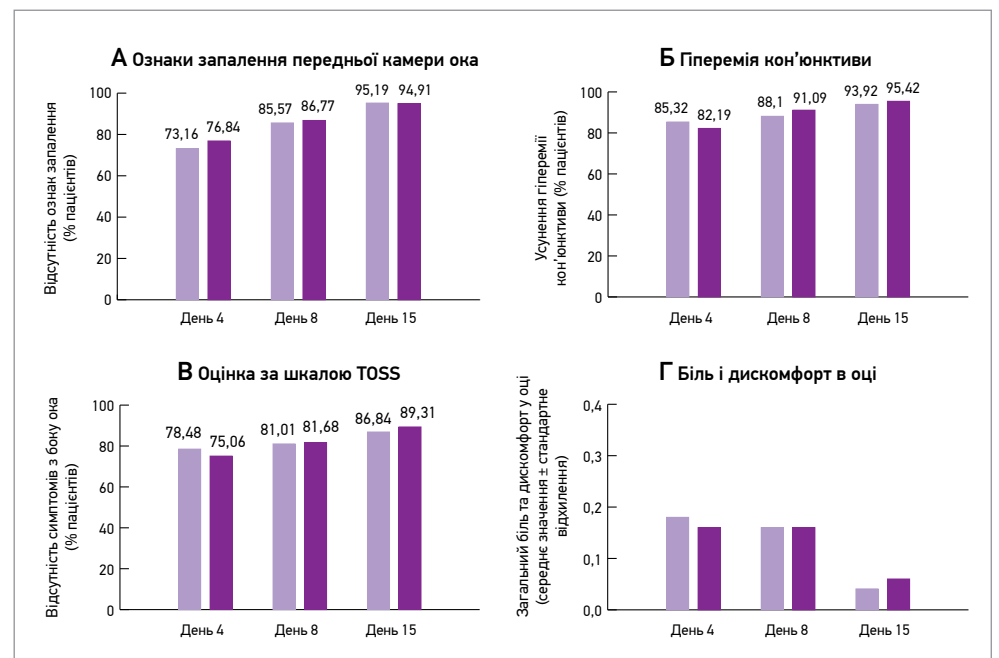 А Ознаки запалення передньої камери ока
Відсутність ознак запалення
(% пацієнтів)
100
80
60
40
20
0
73,16
76,84
85,57
86,77
95,19
94,91
День 4
День 8
День 15
Б Гіперемія кон’юнктиви
Усунення гіперемії
кон’юнктиви (% пацієнтів)
100
80
60
40
20
0
85,32
82,19
88,1
91,09
93,92
95,42
День 4
День 8
День 15
В Оцінка за шкалою TOSS
Відсутність симптомів з боку ока
(% пацієнтів)
100
80
60
40
20
0
78,48
75,06
81,01
81,68
86,84
89,31
День 4
День 8
День 15
Г Біль і дискомфорт в оці
Загальний біль та дискомфорт у оці
(середнє значення ± стандартне
відхилення)
0,4
0,3
0,2
0,1
0,0
День 4
День 8
День 15